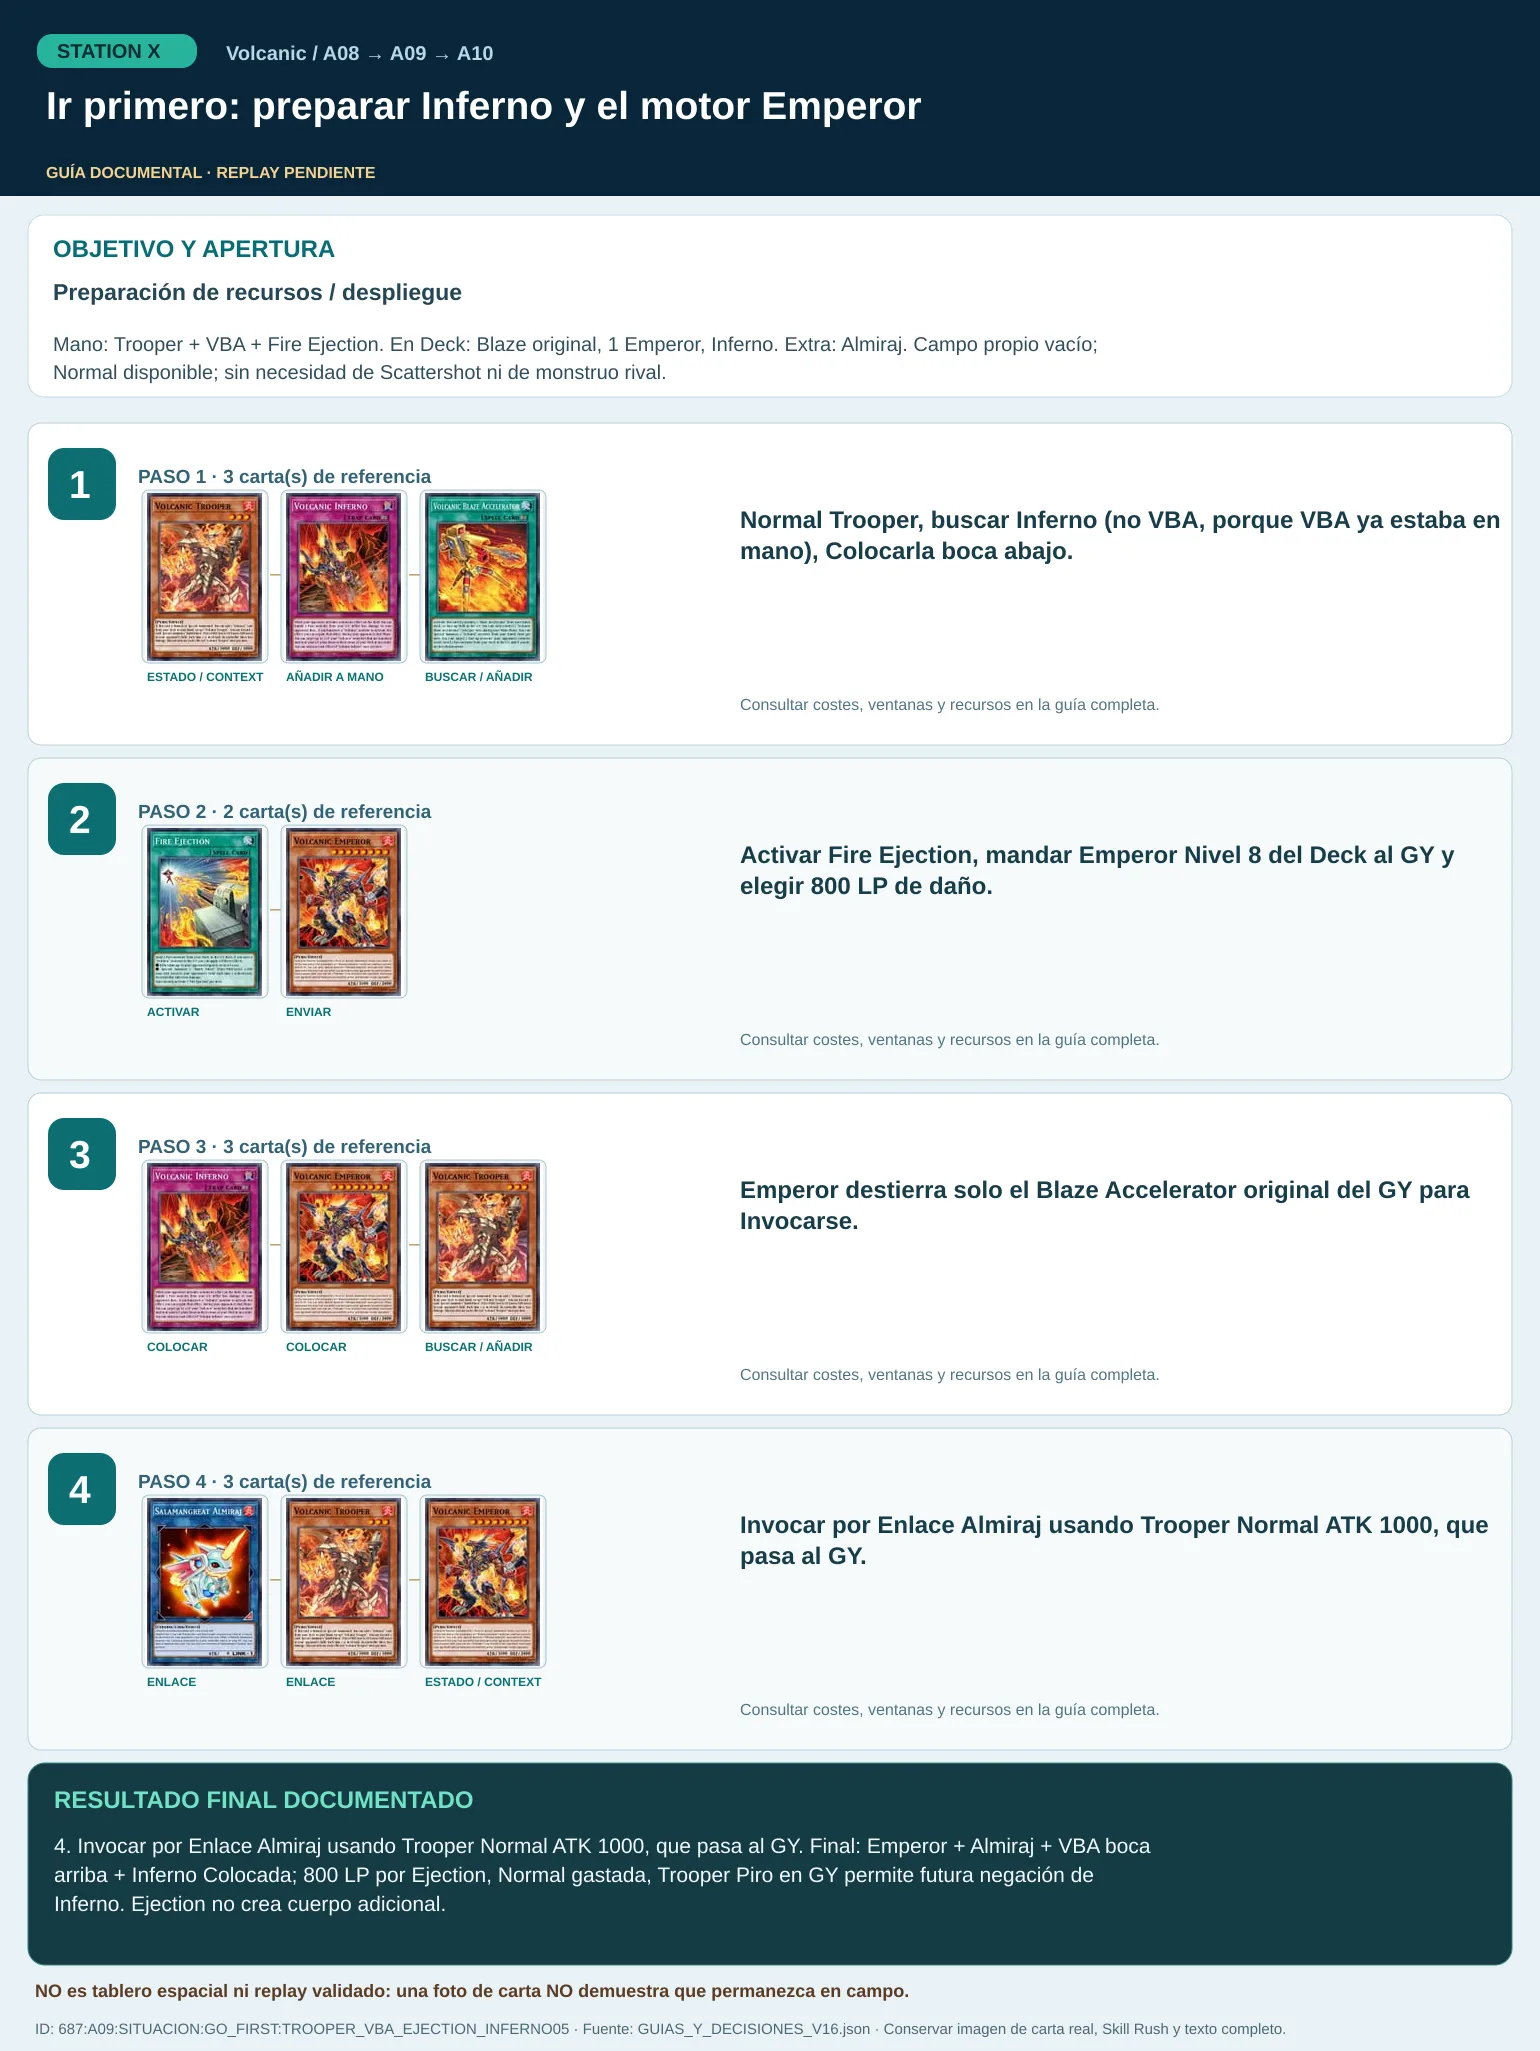 STATION X
Volcanic / A08 → A09 → A10
Ir primero: preparar Inferno y el motor Emperor
GUÍA DOCUMENTAL · REPLAY PENDIENTE
OBJETIVO Y APERTURA
Preparación de recursos / despliegue
Mano: Trooper + VBA + Fire Ejection. En Deck: Blaze original, 1 Emperor, Inferno. Extra: Almiraj. Campo propio vacío;
Normal disponible; sin necesidad de Scattershot ni de monstruo rival.
1
PASO 1 · 3 carta(s) de referencia
VOLCANIC TROOPER
VOLCANIC INFERNO
VOLCANIC BLAZE ACCELERATOR
ESTADO / CONTEXT
AÑADIR A MANO
BUSCAR / AÑADIR
Normal Trooper, buscar Inferno (no VBA, porque VBA ya estaba en
mano), Colocarla boca abajo.
Consultar costes, ventanas y recursos en la guía completa.
2
PASO 2 · 2 carta(s) de referencia
FIRE EJECTION
VOLCANIC EMPEROR
ACTIVAR
ENVIAR
Activar Fire Ejection, mandar Emperor Nivel 8 del Deck al GY y
elegir 800 LP de daño.
Consultar costes, ventanas y recursos en la guía completa.
3
PASO 3 · 3 carta(s) de referencia
VOLCANIC INFERNO
VOLCANIC EMPEROR
VOLCANIC TROOPER
COLOCAR
COLOCAR
BUSCAR / AÑADIR
Emperor destierra solo el Blaze Accelerator original del GY para
Invocarse.
Consultar costes, ventanas y recursos en la guía completa.
4
PASO 4 · 3 carta(s) de referencia
SALAMANGREAT ALMIRAJ
VOLCANIC TROOPER
VOLCANIC EMPEROR
ENLACE
ENLACE
ESTADO / CONTEXT
Invocar por Enlace Almiraj usando Trooper Normal ATK 1000, que
pasa al GY.
Consultar costes, ventanas y recursos en la guía completa.
RESULTADO FINAL DOCUMENTADO
4. Invocar por Enlace Almiraj usando Trooper Normal ATK 1000, que pasa al GY. Final: Emperor + Almiraj + VBA boca
arriba + Inferno Colocada; 800 LP por Ejection, Normal gastada, Trooper Piro en GY permite futura negación de
Inferno. Ejection no crea cuerpo adicional.
NO es tablero espacial ni replay validado: una foto de carta NO demuestra que permanezca en campo.
ID: 687:A09:SITUACION:GO_FIRST:TROOPER_VBA_EJECTION_INFERNO05 · Fuente: GUIAS_Y_DECISIONES_V16.json · Conservar imagen de carta real, Skill Rush y texto completo.